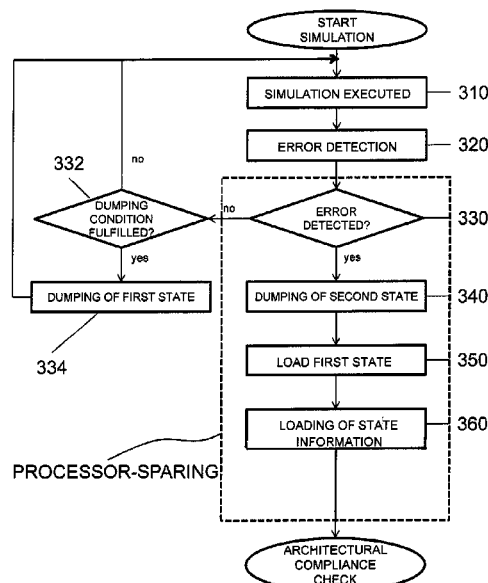 START
SIMULATION
SIMULATION EXECUTED
310
ERROR DETECTION
320
332
no
DUMPING
CONDITION
FULFILLED?
no
ERROR
DETECTED?
330
yes
yes
DUMPING OF FIRST STATE
334
DUMPING OF SECOND STATE
340
LOAD FIRST STATE
350
LOADING OF STATE
INFORMATION
360
PROCESSOR-SPARING
ARCHITECTURAL
COMPLIANCE
CHECK